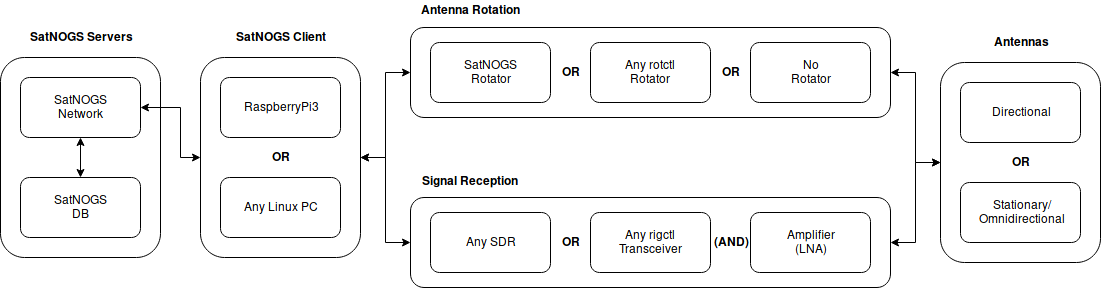 SatNOGS Servers
SatNOGS
Network
SatNOGS
DB
SatNOGS Client
RaspberryPi3
OR
Any Linux PC
Antenna Rotation
SatNOGS
Rotator
OR
Any rotctl
Rotator
OR
No
Rotator
Signal Reception
Any SDR
OR
Any rigctl
Transceiver
(AND)
Amplifier
(LNA)
Antennas
Directional
OR
Stationary/
Omnidirectional